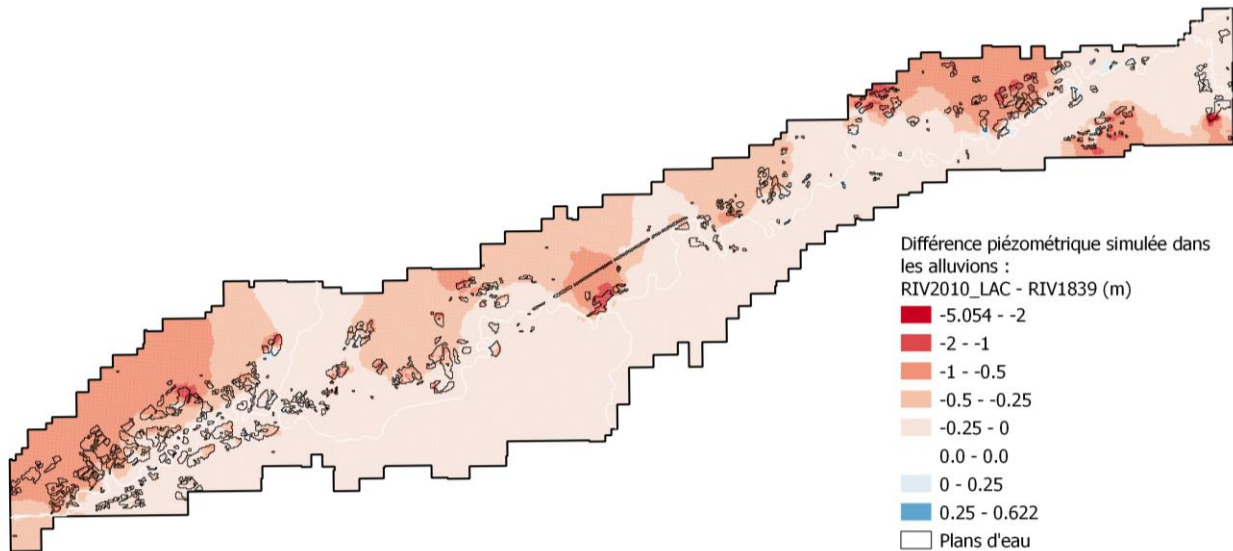 Différence piézométrique simulée dans
les alluvions :
RIV2010_LAC - RIV1839 (m)
-5.054 - -2
-2 - -1
-1 - -0.5
-0.5 - -0.25
-0.25 - 0
0.0 - 0.0
0 - 0.25
0.25 - 0.622
Plans d'eau